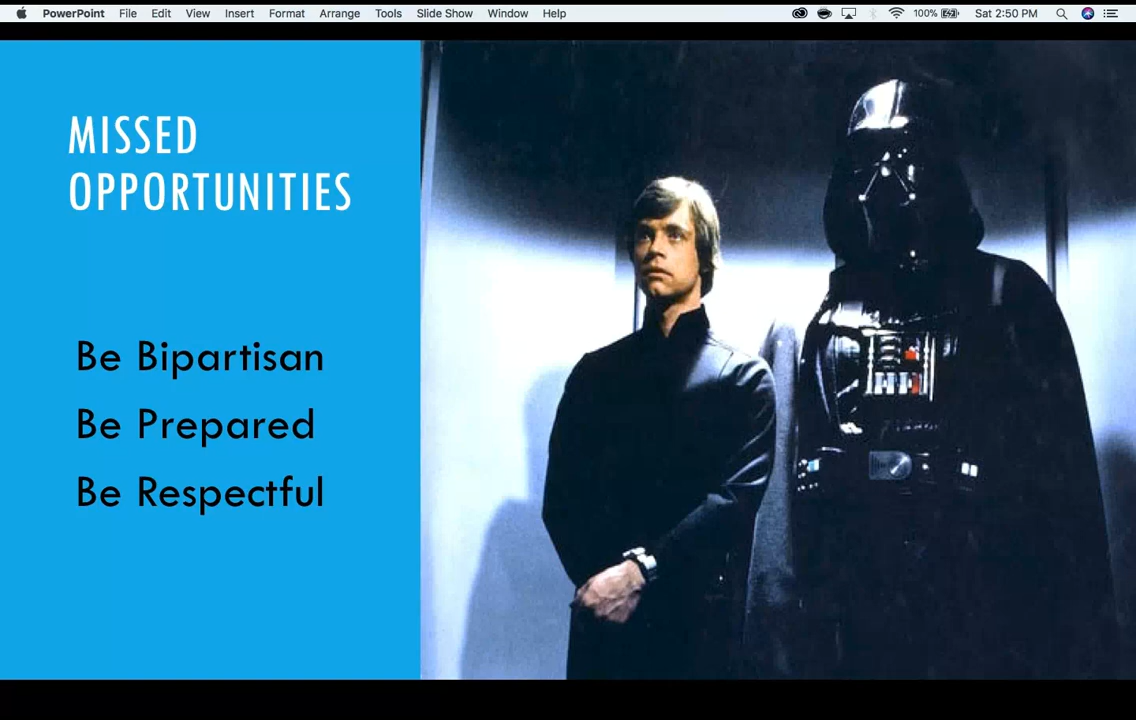 PowerPoint File Edit View Insert Format Arrange Tools Slide Show Window Help 100% Sat 2:50 PM
MISSED
OPPORTUNITIES
Be Bipartisan
Be Prepared
Be Respectful